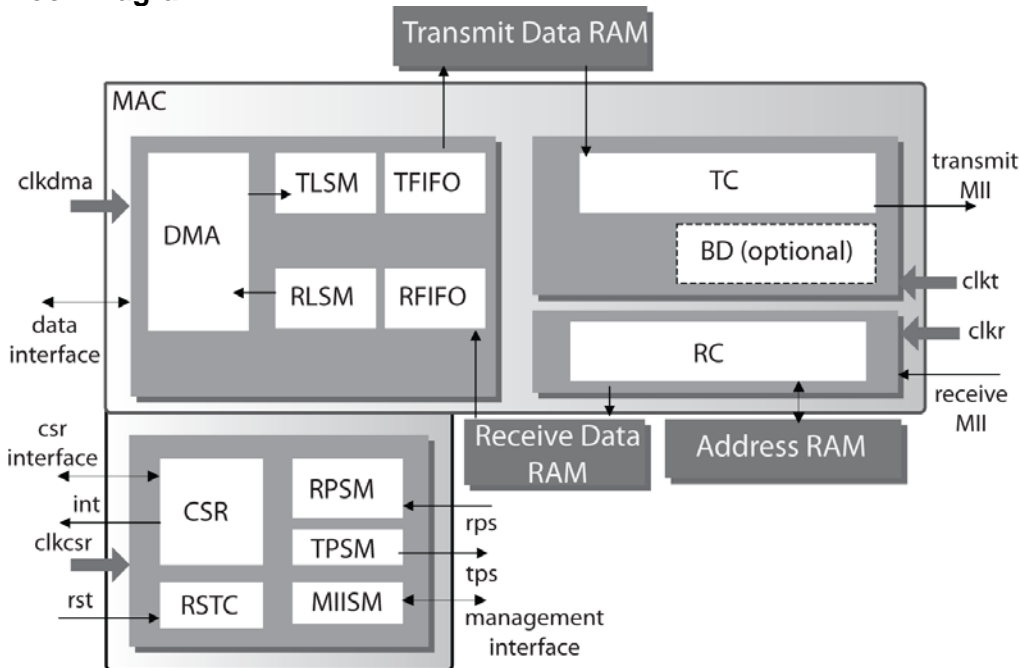 Transmit Data RAM
MAC
clkdma
DMA
TLSM
TFIFO
TC
transmit
MII
BD (optional)
RLSM
RFIFO
clkt
data
interface
clkr
RC
receive
MII
csr
interface
Receive Data
RAM
Address RAM
int
CSR
RPSM
rps
clkcsr
TPSM
tps
rst
RSTC
MIISM
management
interface